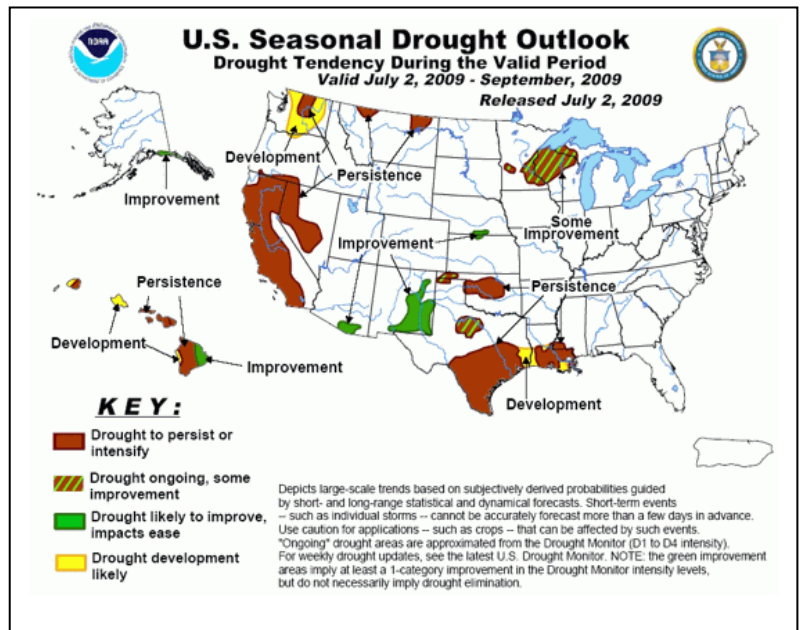 NOAA
U.S. Seasonal Drought Outlook
Drought Tendency During the Valid Period
Valid July 2, 2009 - September, 2009
Released July 2, 2009
Development
Persistence
Improvement
Some
Improvement
Improvement
Persistence
Persistence
Development
Improvement
Development
KEY:
Drought to persist or
intensify
Drought ongoing, some
improvement
Drought likely to improve,
impacts ease
Drought development
likely
Depicts large-scale trends based on subjectively derived probabilities guided
by short- and long-range statistical and dynamical forecasts. Short-term events
-- such as individual storms -- cannot be accurately forecast more than a few days in advance.
Use caution for applications -- such as crops -- that can be affected by such events.
"Ongoing" drought areas are approximated from the Drought Monitor (D1 to D4 intensity).
For weekly drought updates, see the latest U.S. Drought Monitor. NOTE: the green improvement
areas imply at least a 1-category improvement in the Drought Monitor intensity levels,
but do not necessarily imply drought elimination.